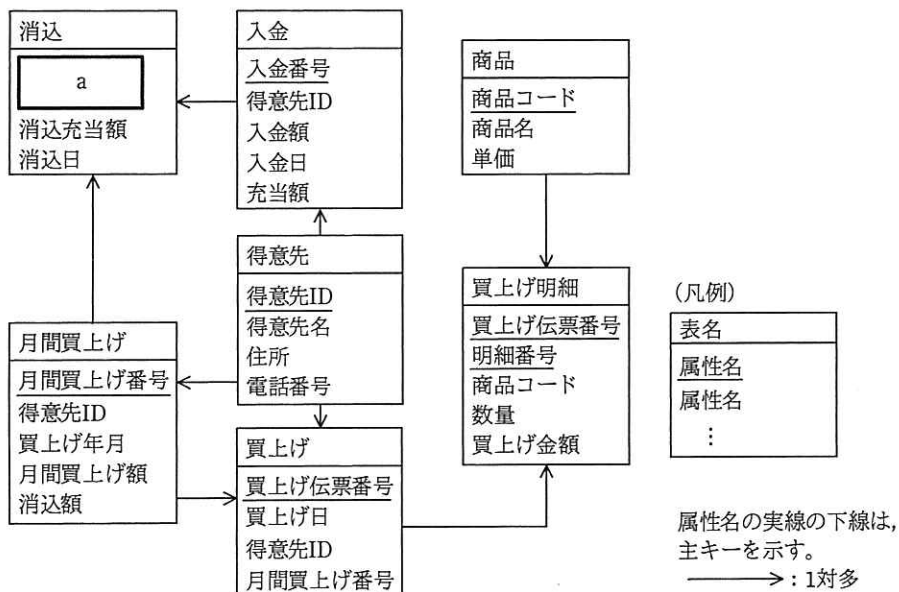 消込
a
消込充当額
消込日
入金
入金番号
得意先ID
入金額
入金日
充当額
商品
商品コード
商品名
単価
得意先
得意先ID
得意先名
住所
電話番号
月間買上げ
月間買上げ番号
得意先ID
買上げ年月
月間買上げ額
消込額
買上げ
買上げ伝票番号
買上げ日
得意先ID
月間買上げ番号
買上げ明細
買上げ伝票番号
明細番号
商品コード
数量
買上げ金額
(凡例)
表名
属性名
属性名
⋮
属性名の実線の下線は,
主キーを示す。
：1対多